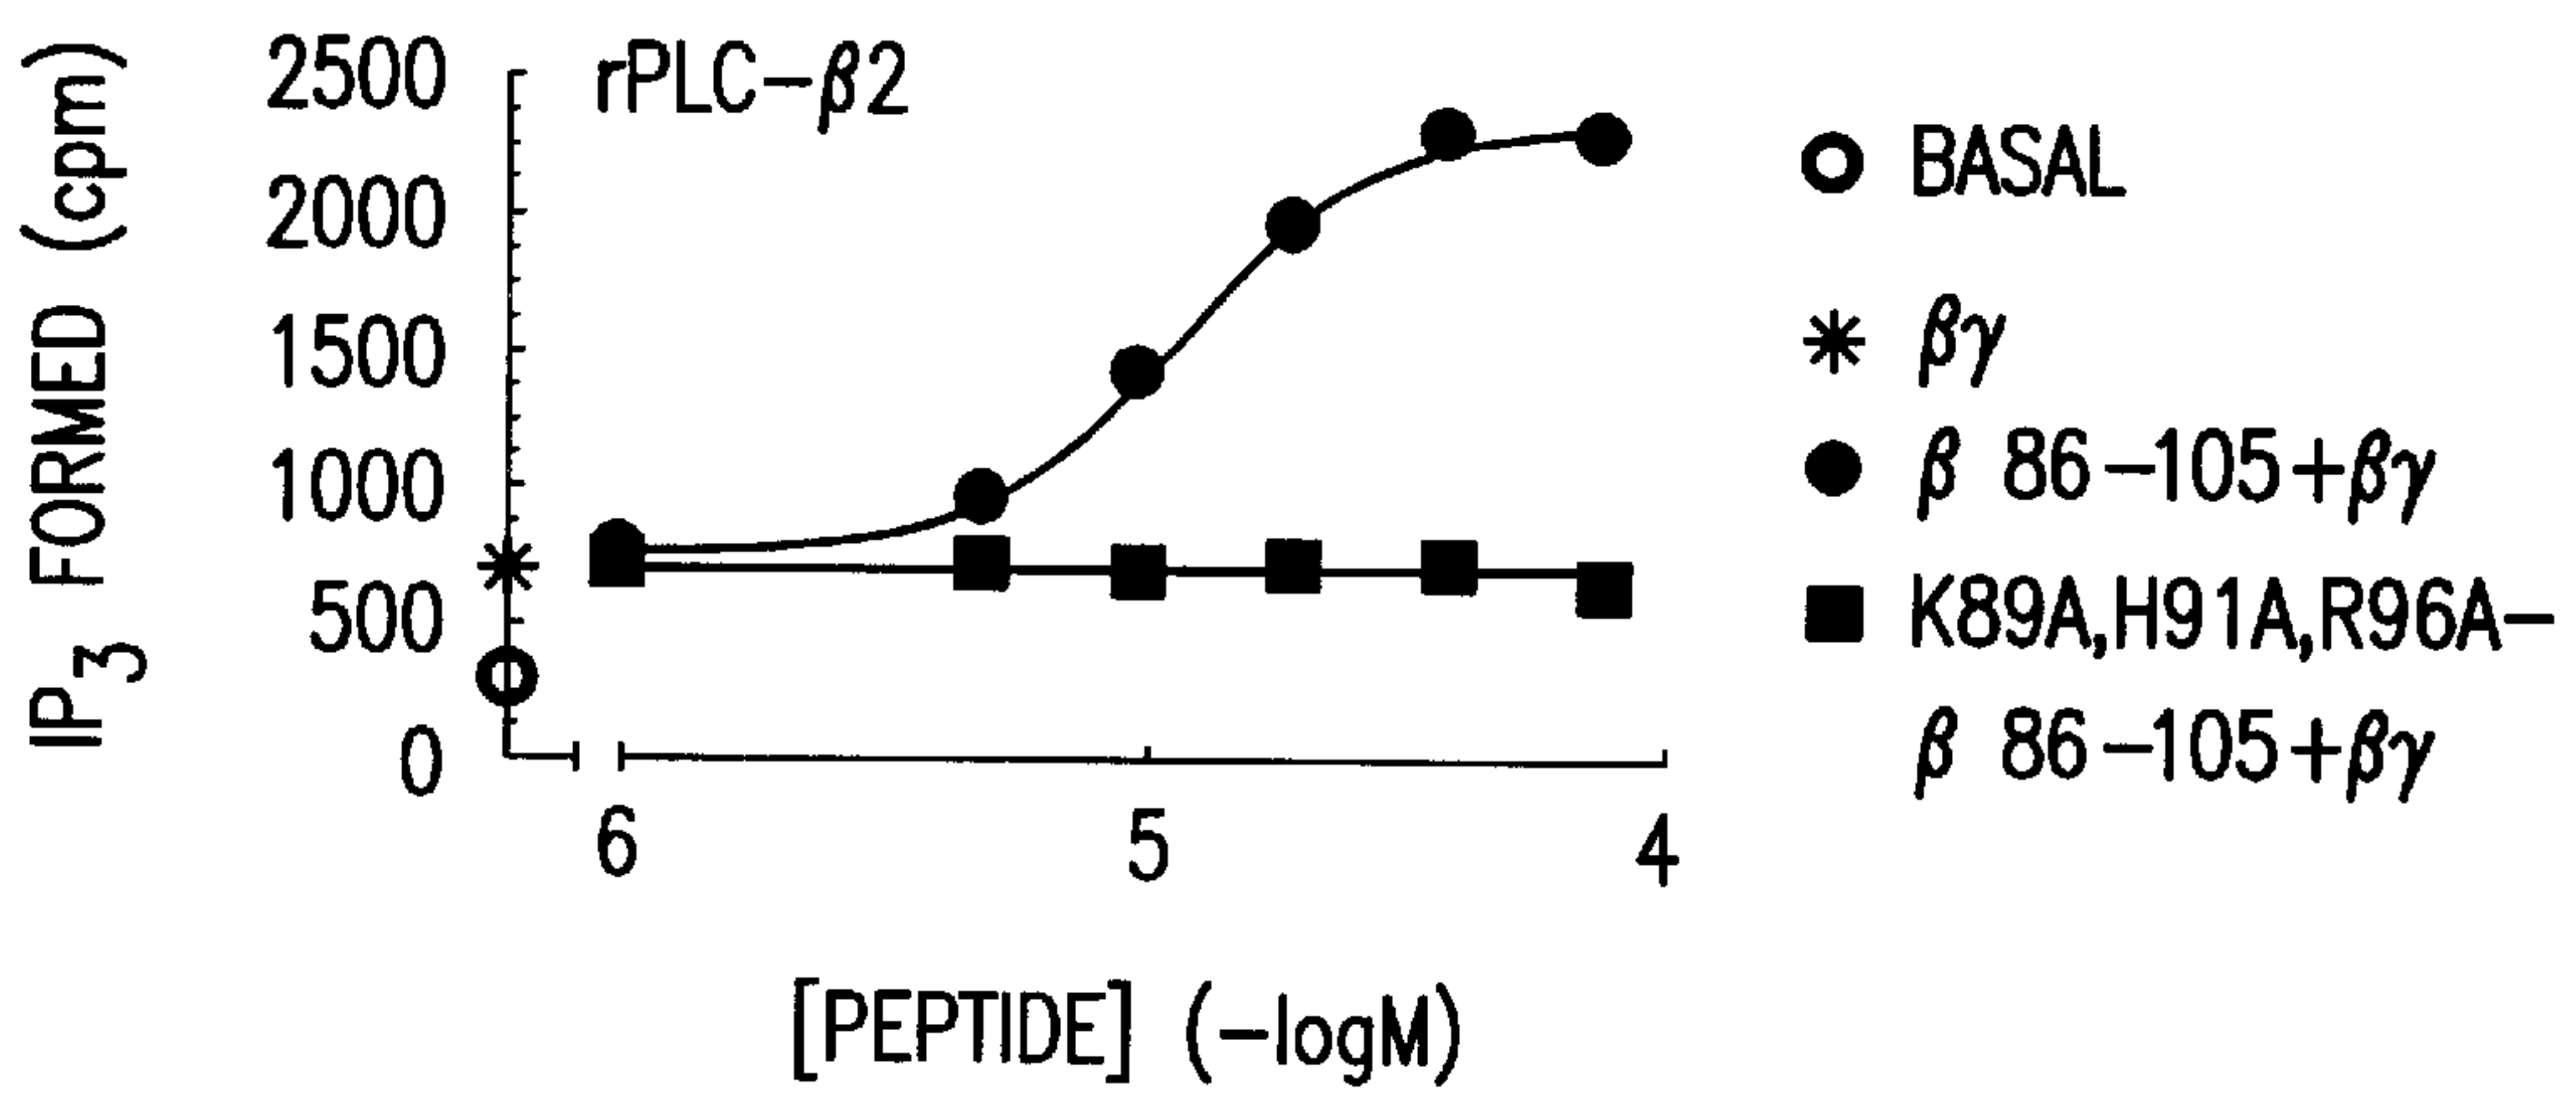 IP3 FORMED (cpm)
2500
2000
1500
1000
500
0
rPLC-β2
6 5 4
[PEPTIDE] (-logM)
BASAL
βγ
β 86-105+βγ
K89A,H91A,R96A-
β 86-105+βγ